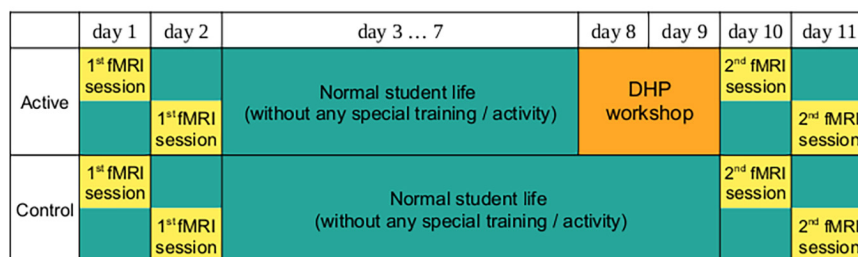 day 1 day 2 day 3 … 7 day 8 day 9 day 10 day 11
Active
1st fMRI
session
1st fMRI
session
Normal student life
(without any special training / activity)
DHP
workshop
2nd fMRI
session
2nd fMRI
session
Control
1st fMRI
session
1st fMRI
session
Normal student life
(without any special training / activity)
2nd fMRI
session
2nd fMRI
session